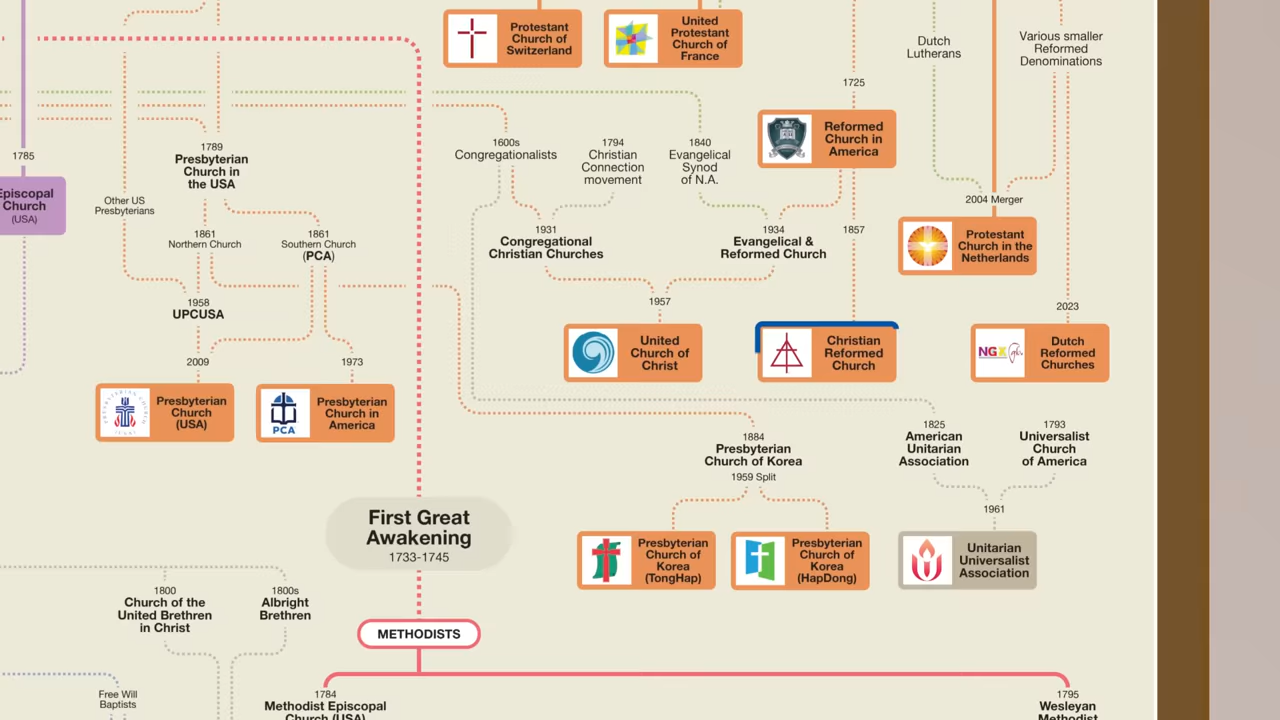 Protestant
Church of
Switzerland
United
Protestant
Church of
France
Dutch
Lutherans
Various smaller
Reformed
Denominations
1725
Reformed
Church in
America
1785
Episcopal
Church
(USA)
1789
Presbyterian
Church in
the USA
1600s
Congregationalists
1794
Christian
Connection
movement
1840
Evangelical
Synod
of N.A.
Other US
Presbyterians
2004 Merger
Protestant
Church in the
Netherlands
1861
Northern Church
1861
Southern Church
(PCA)
1931
Congregational
Christian Churches
1934
Evangelical &
Reformed Church
1857
1958
UPCUSA
1957
2023
United
Church of
Christ
Christian
Reformed
Church
NGK
Dutch
Reformed
Churches
2009
1973
Presbyterian
Church
(USA)
PCA
Presbyterian
Church in
America
1884
Presbyterian
Church of Korea
1959 Split
1825
American
Unitarian
Association
1793
Universalist
Church
of America
1961
First Great
Awakening
1733-1745
Presbyterian
Church of
Korea
(TongHap)
Presbyterian
Church of
Korea
(HapDong)
Unitarian
Universalist
Association
1800
Church of the
United Brethren
in Christ
1800s
Albright
Brethren
METHODISTS
Free Will
Baptists
1784
Methodist Episcopal
Church (USA)
1795
Wesleyan
Methodist